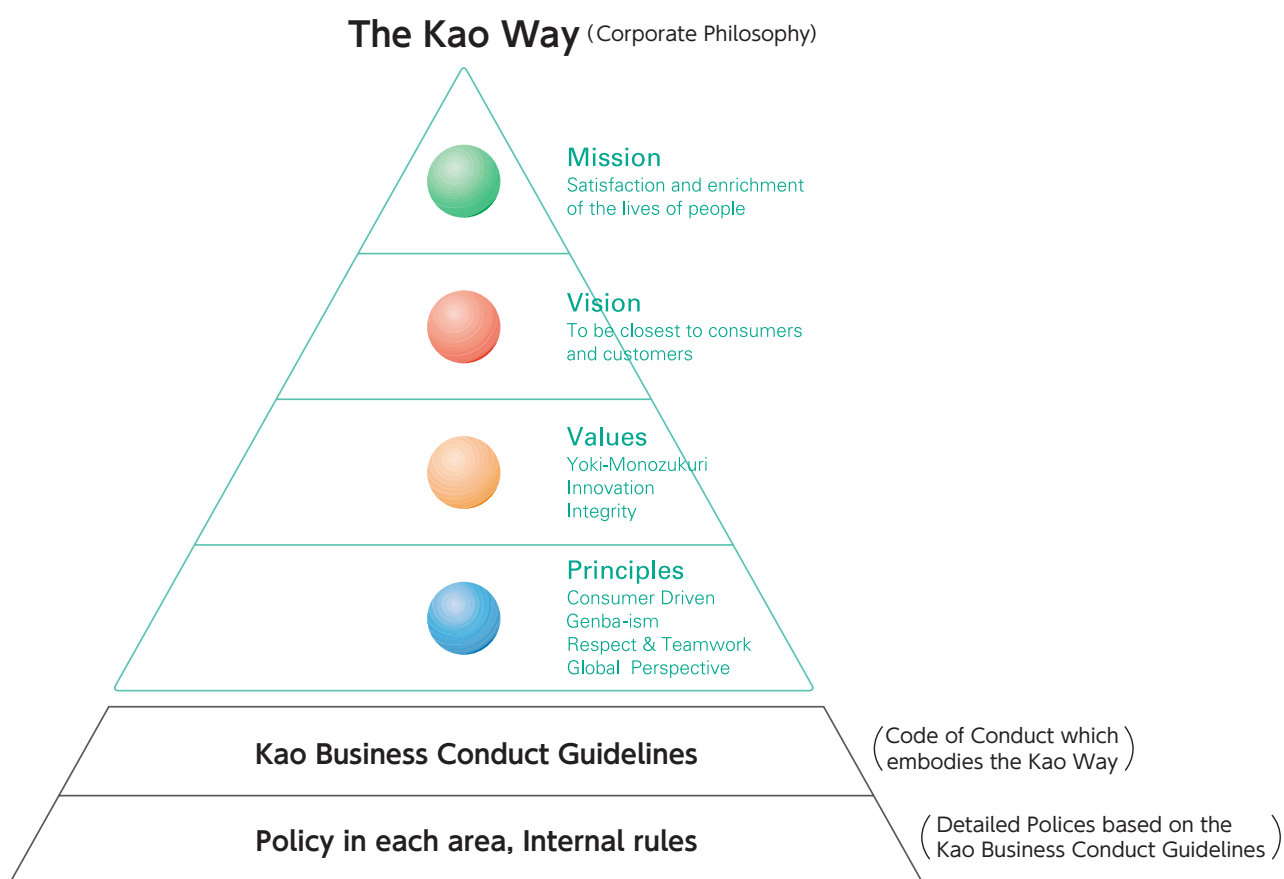 The Kao Way (Corporate Philosophy)
Mission
Satisfaction and enrichment
of the lives of people
Vision
To be closest to consumers
and customers
Values
Yoki-Monozukuri
Innovation
Integrity
Principles
Consumer Driven
Genba-ism
Respect & Teamwork
Global Perspective
Kao Business Conduct Guidelines
(Code of Conduct which
embodies the Kao Way)
Policy in each area, Internal rules
(Detailed Polices based on the
Kao Business Conduct Guidelines)